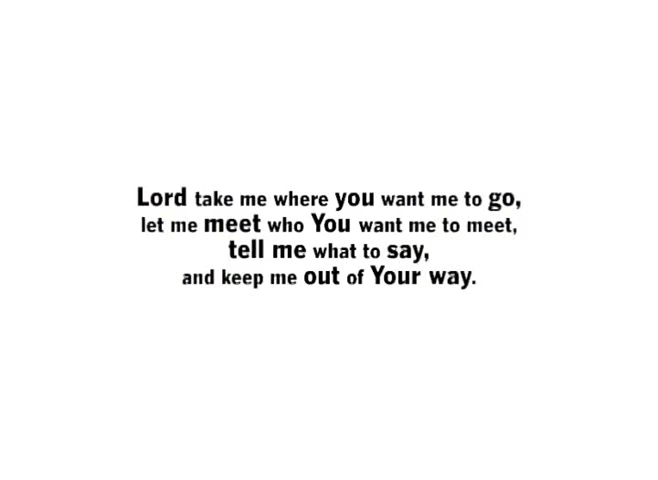 Lord take me where you want me to go,
let me meet who You want me to meet,
tell me what to say,
and keep me out of Your way.